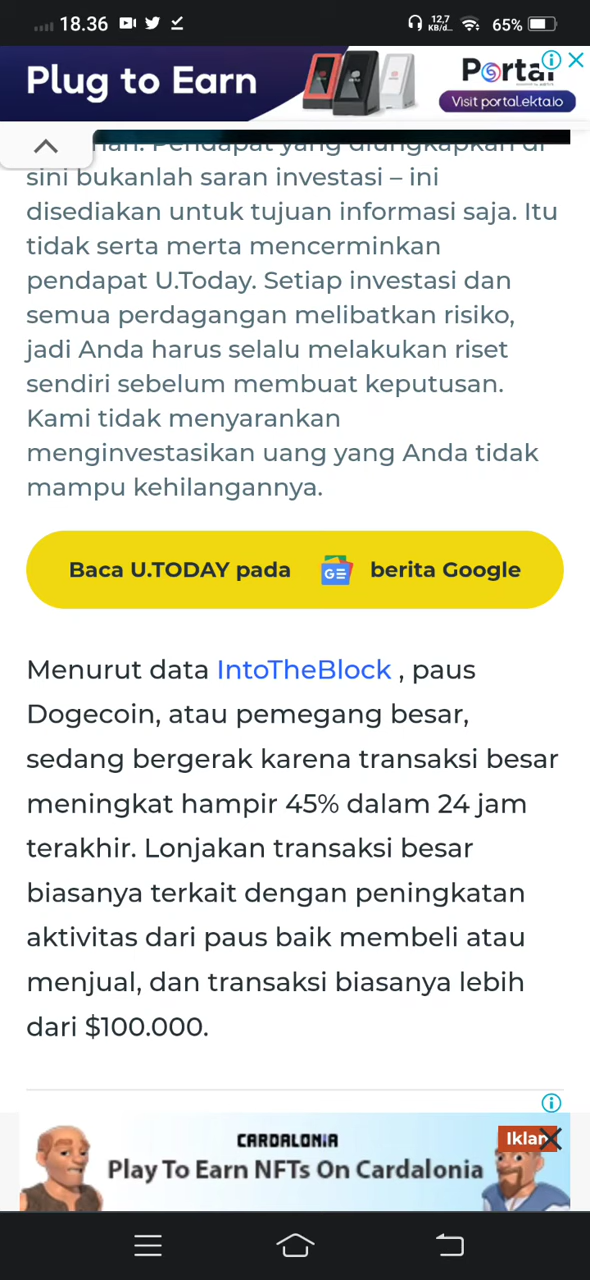 18.36
12,7
KB/d...
65%
Plug to Earn
Portal
Visit portal.ekta.io
sini bukanlah saran investasi – ini
disediakan untuk tujuan informasi saja. Itu
tidak serta merta mencerminkan
pendapat U.Today. Setiap investasi dan
semua perdagangan melibatkan risiko,
jadi Anda harus selalu melakukan riset
sendiri sebelum membuat keputusan.
Kami tidak menyarankan
menginvestasikan uang yang Anda tidak
mampu kehilangannya.
Baca U.TODAY pada GE berita Google
Menurut data IntoTheBlock , paus
Dogecoin, atau pemegang besar,
sedang bergerak karena transaksi besar
meningkat hampir 45% dalam 24 jam
terakhir. Lonjakan transaksi besar
biasanya terkait dengan peningkatan
aktivitas dari paus baik membeli atau
menjual, dan transaksi biasanya lebih
dari $100.000.
CARDALONIA
Iklan
Play To Earn NFTs On Cardalonia